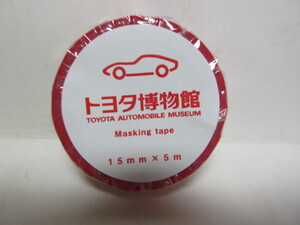 トヨタ博物館
TOYOTA AUTOMOBILE MUSEUM
Masking tape
15mm×5m